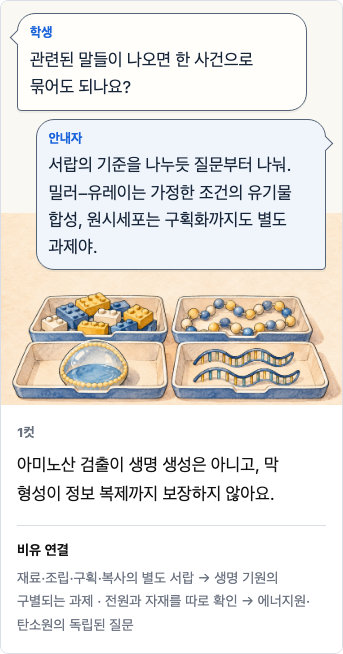 학생
관련된 말들이 나오면 한 사건으로
묶어도 되나요?
안내자
서랍의 기준을 나누듯 질문부터 나눠.
밀러–유레이는 가정한 조건의 유기물
합성, 원시세포는 구획화까지도 별도
과제야.
1컷
아미노산 검출이 생명 생성은 아니고, 막
형성이 정보 복제까지 보장하지 않아요.
비유 연결
재료·조립·구획·복사의 별도 서랍 → 생명 기원의
구별되는 과제 · 전원과 자재를 따로 확인 → 에너지원·
탄소원의 독립된 질문